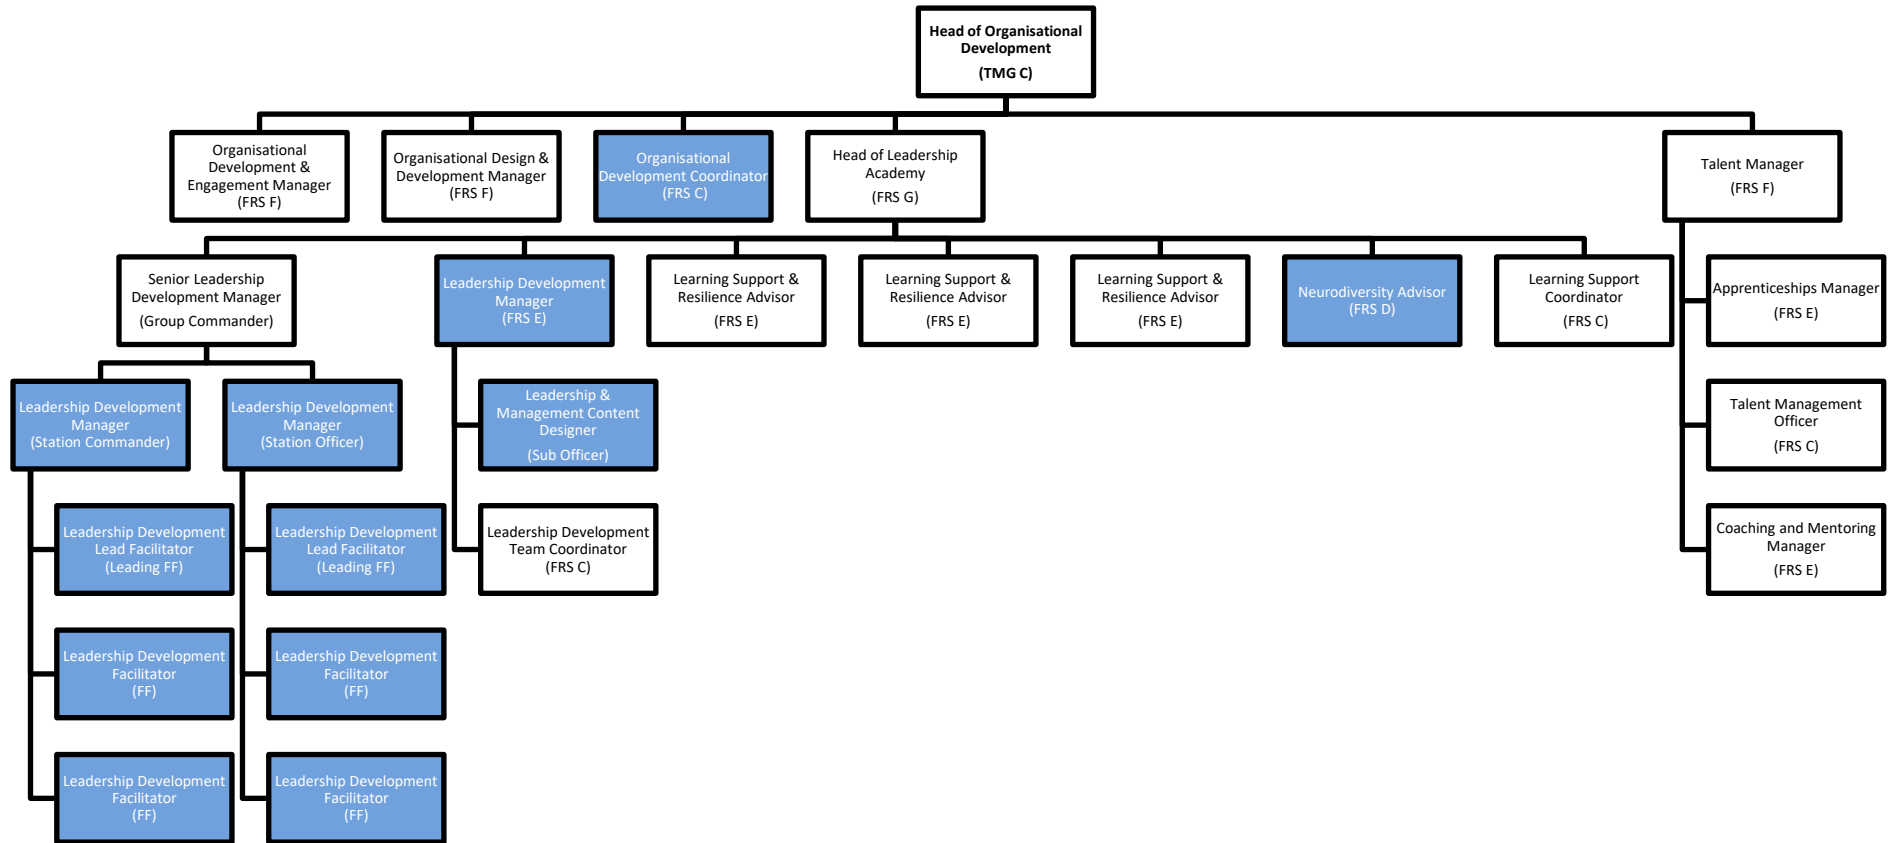 Head of Organisational
Development
(TMG C)
Organisational
Development &
Engagement Manager
(FRS F)
Organisational Design &
Development Manager
(FRS F)
Organisational
Development Coordinator
(FRS C)
Head of Leadership
Academy
(FRS G)
Talent Manager
(FRS F)
Senior Leadership
Development Manager
(Group Commander)
Leadership Development
Manager
(FRS E)
Learning Support &
Resilience Advisor
(FRS E)
Learning Support &
Resilience Advisor
(FRS E)
Learning Support &
Resilience Advisor
(FRS E)
Neurodiversity Advisor
(FRS D)
Learning Support
Coordinator
(FRS C)
Apprenticeships Manager
(FRS E)
Leadership Development
Manager
(Station Commander)
Leadership Development
Manager
(Station Officer)
Leadership &
Management Content
Designer
(Sub Officer)
Talent Management
Officer
(FRS C)
Leadership Development
Lead Facilitator
(Leading FF)
Leadership Development
Lead Facilitator
(Leading FF)
Leadership Development
Team Coordinator
(FRS C)
Coaching and Mentoring
Manager
(FRS E)
Leadership Development
Facilitator
(FF)
Leadership Development
Facilitator
(FF)
Leadership Development
Facilitator
(FF)
Leadership Development
Facilitator
(FF)